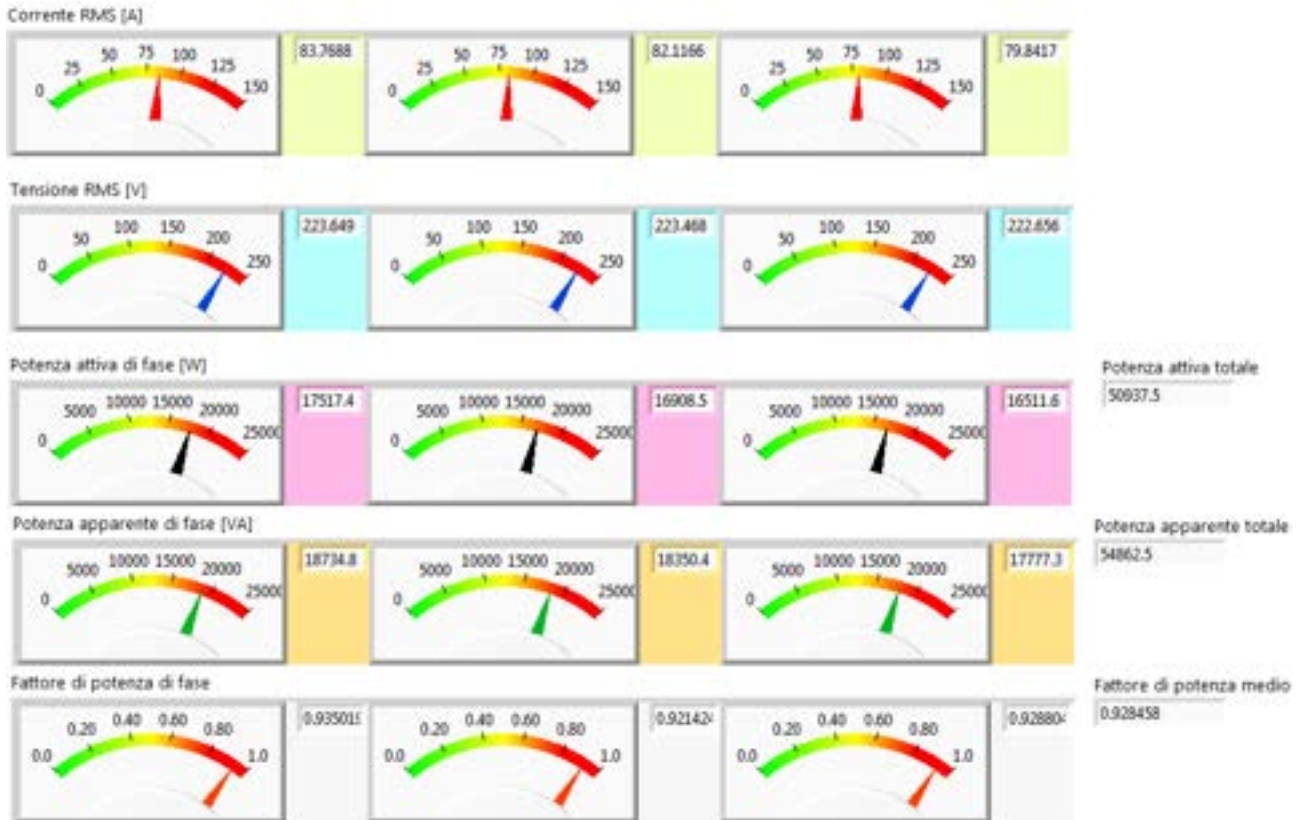 Corrente RMS [A]
0 25 50 75 100 125 150 83.7688
0 25 50 75 100 125 150 82.1166
0 25 50 75 100 125 150 79.8417
Tensione RMS [V]
0 50 100 150 200 250 223.649
0 50 100 150 200 250 223.468
0 50 100 150 200 250 222.656
Potenza attiva di fase [W]
0 5000 10000 15000 20000 25000 17517.4
0 5000 10000 15000 20000 25000 16908.5
0 5000 10000 15000 20000 25000 16511.6
Potenza attiva totale
50937.5
Potenza apparente di fase [VA]
0 5000 10000 15000 20000 25000 18734.8
0 5000 10000 15000 20000 25000 18350.4
0 5000 10000 15000 20000 25000 17777.3
Potenza apparente totale
54862.5
Fattore di potenza di fase
0.0 0.20 0.40 0.60 0.80 1.0 0.935019
0.0 0.20 0.40 0.60 0.80 1.0 0.921424
0.0 0.20 0.40 0.60 0.80 1.0 0.928804
Fattore di potenza medio
0.928458